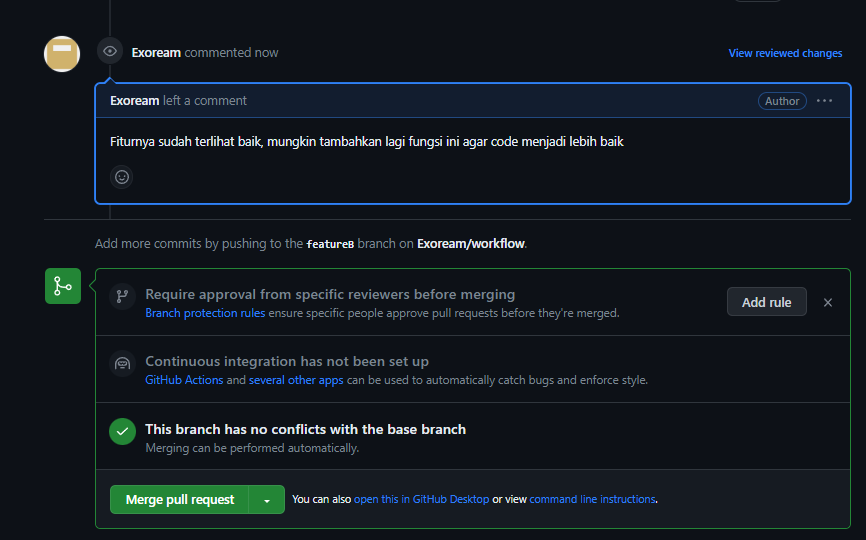 Exoream commented now
View reviewed changes
Exoream left a comment
Author
Fiturnya sudah terlihat baik, mungkin tambahkan lagi fungsi ini agar code menjadi lebih baik
Add more commits by pushing to the featureB branch on Exoream/workflow.
Require approval from specific reviewers before merging
Branch protection rules ensure specific people approve pull requests before they're merged.
Add rule
Continuous integration has not been set up
GitHub Actions and several other apps can be used to automatically catch bugs and enforce style.
This branch has no conflicts with the base branch
Merging can be performed automatically.
Merge pull request
You can also open this in GitHub Desktop or view command line instructions.